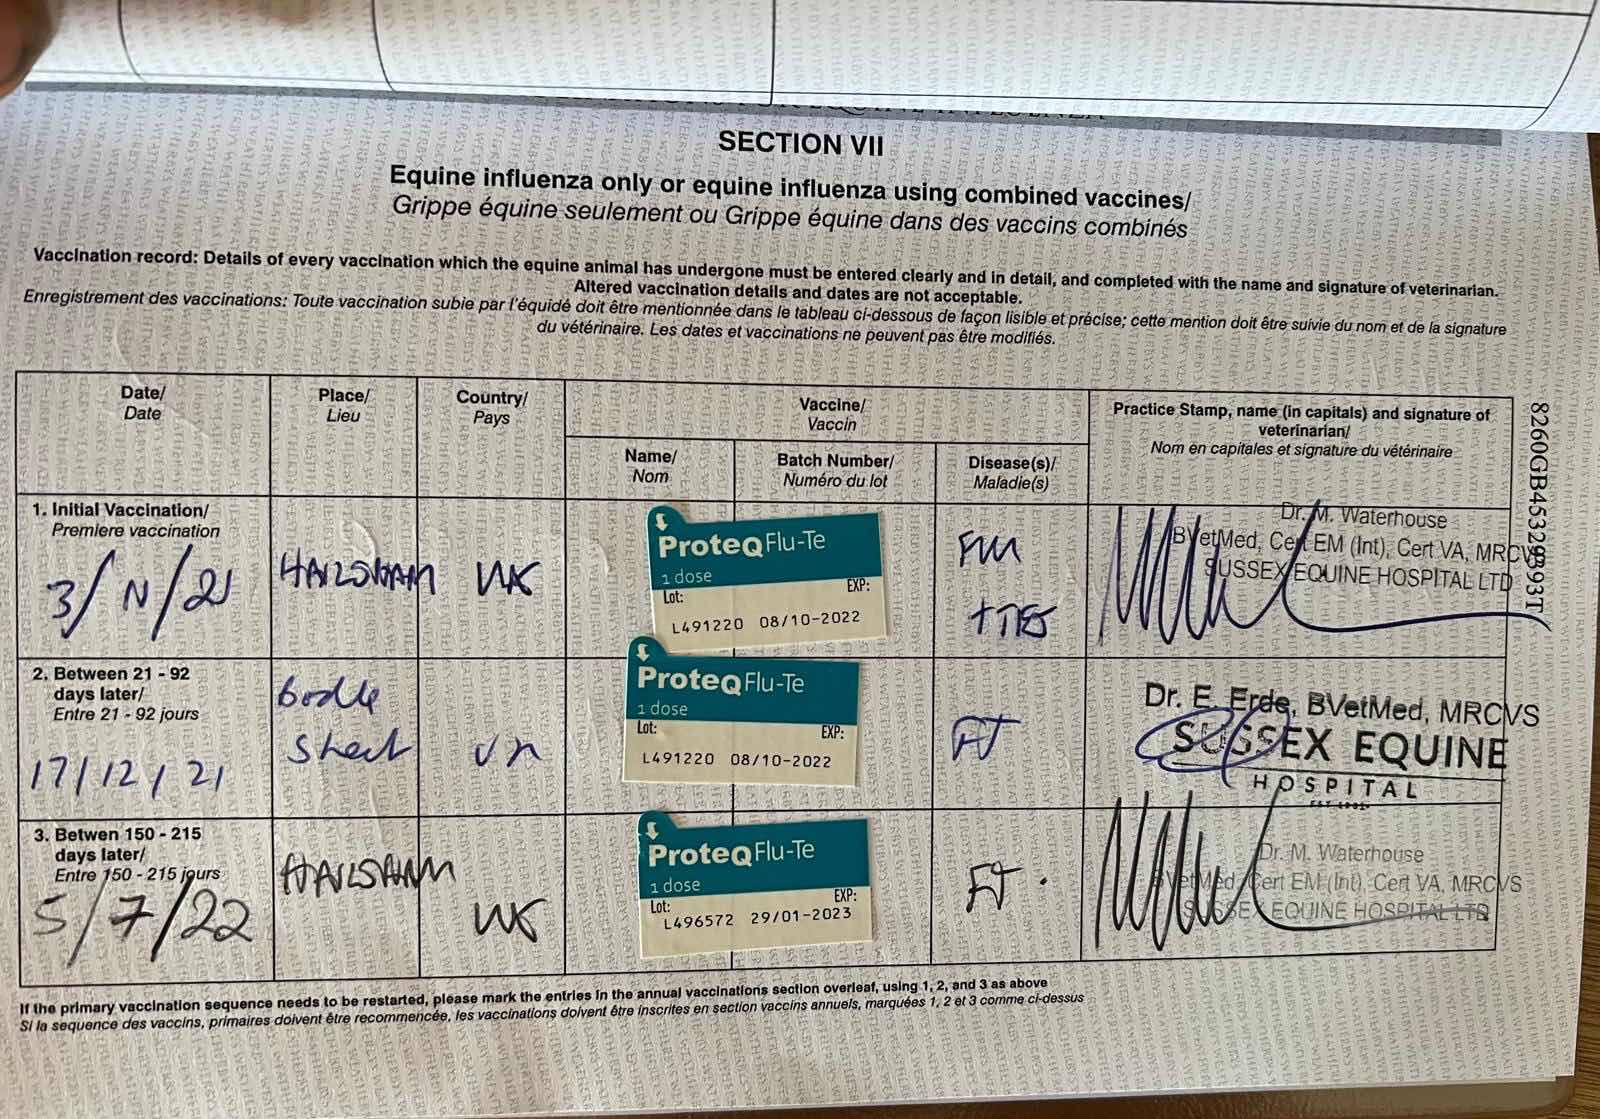 SECTION VII
Equine influenza only or equine influenza using combined vaccines/
Grippe équine seulement ou Grippe équine dans des vaccins combinés
Vaccination record: Details of every vaccination which the equine animal has undergone must be entered clearly and in detail, and completed with the name and signature of veterinarian.
Altered vaccination details and dates are not acceptable.
Enregistrement des vaccinations: Toute vaccination subie par l'équidé doit être mentionnée dans le tableau ci-dessous de façon lisible et précise; cette mention doit être suivie du nom et de la signature
du vétérinaire. Les dates et vaccinations ne peuvent pas être modifiés.
Date/
Date
Place/
Lieu
Country/
Pays
Vaccine/
Vaccin
Name/
Nom
Batch Number/
Numéro du lot
Disease(s)/
Maladie(s)
Practice Stamp, name (in capitals) and signature of
veterinarian/
Nom en capitales et signature du vétérinaire
1. Initial Vaccination/
Premiere vaccination
3/11/21
HAILSHAM
UK
ProteQ Flu-Te
1 dose
Lot: EXP:
L491220 08/10-2022
FLU
+ TET
Dr. M. Waterhouse
BVetMed, Cert EM (Int), Cert VA, MRCVS
SUSSEX EQUINE HOSPITAL LTD
2. Between 21 - 92
days later/
Entre 21 - 92 jours
17/12/21
Bodle
Street
UK
ProteQ Flu-Te
1 dose
Lot: EXP:
L491220 08/10-2022
FT
Dr. E. Erde, BVetMed, MRCVS
SUSSEX EQUINE
HOSPITAL
3. Betwen 150 - 215
days later/
Entre 150 - 215 jours
5/7/22
HAILSHAM
UK
ProteQ Flu-Te
1 dose
Lot: EXP:
L496572 29/01-2023
FT.
Dr. M. Waterhouse
BVetMed, Cert EM (Int), Cert VA, MRCVS
SUSSEX EQUINE HOSPITAL LTD
If the primary vaccination sequence needs to be restarted, please mark the entries in the annual vaccinations section overleaf, using 1, 2, and 3 as above
Si la sequence des vaccins, primaires doivent être recommencée, les vaccinations doivent être inscrites en section vaccins annuels, marquées 1, 2 et 3 comme ci-dessus